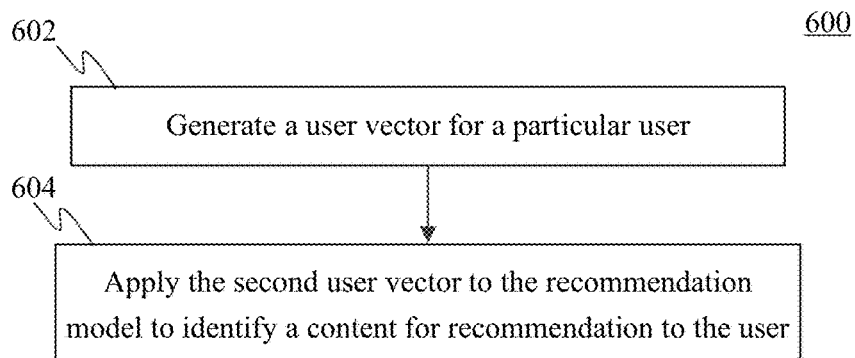 600
602
Generate a user vector for a particular user
604
Apply the second user vector to the recommendation
model to identify a content for recommendation to the user